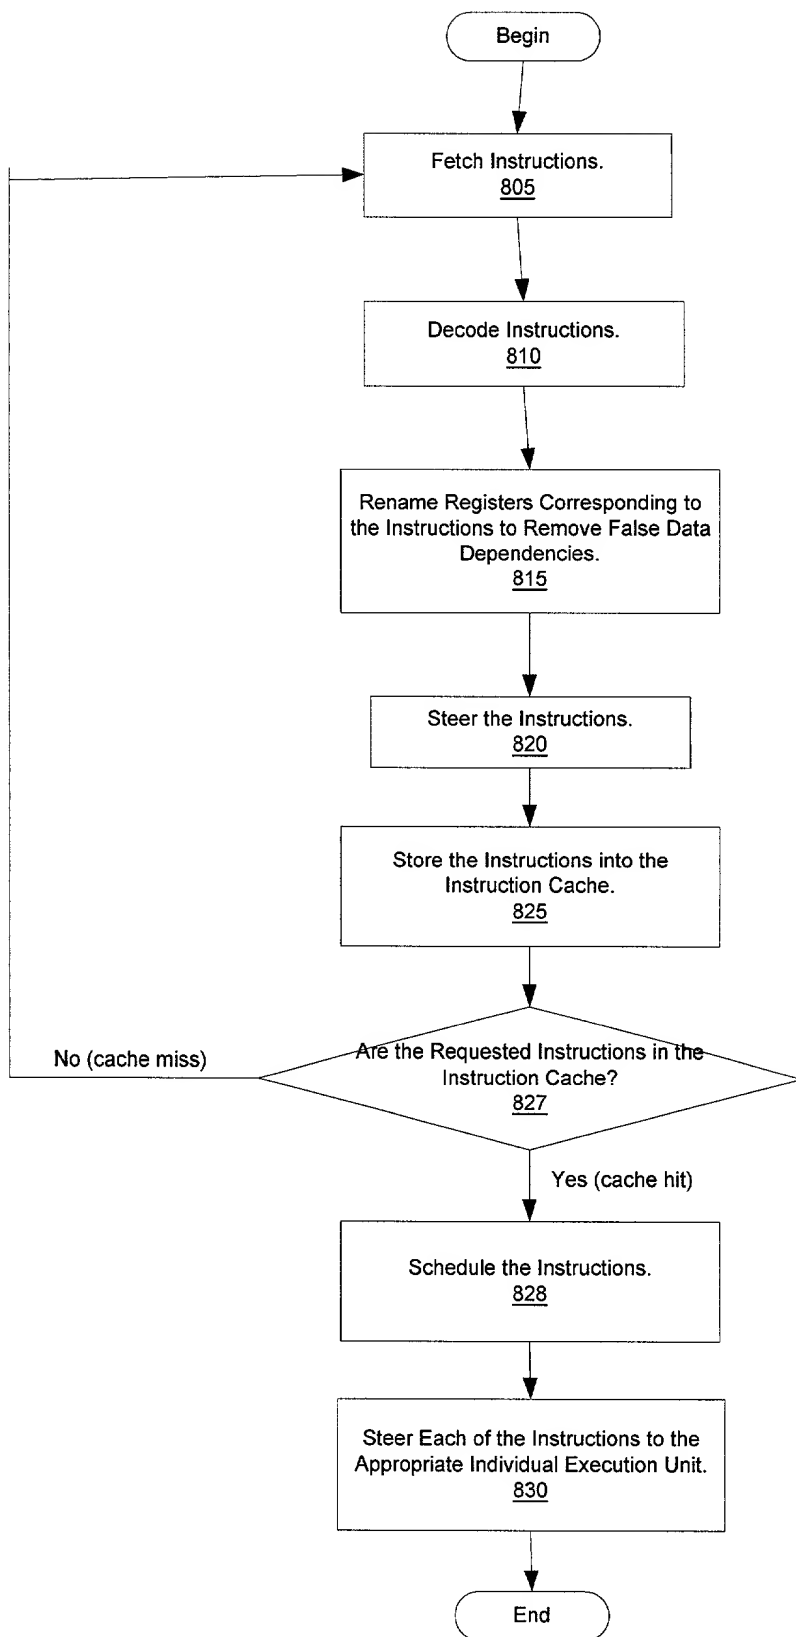 Begin
Fetch Instructions.
805
Decode Instructions.
810
Rename Registers Corresponding to
the Instructions to Remove False Data
Dependencies.
815
Steer the Instructions.
820
Store the Instructions into the
Instruction Cache.
825
Are the Requested Instructions in the
Instruction Cache?
827
No (cache miss)
Yes (cache hit)
Schedule the Instructions.
828
Steer Each of the Instructions to the
Appropriate Individual Execution Unit.
830
End